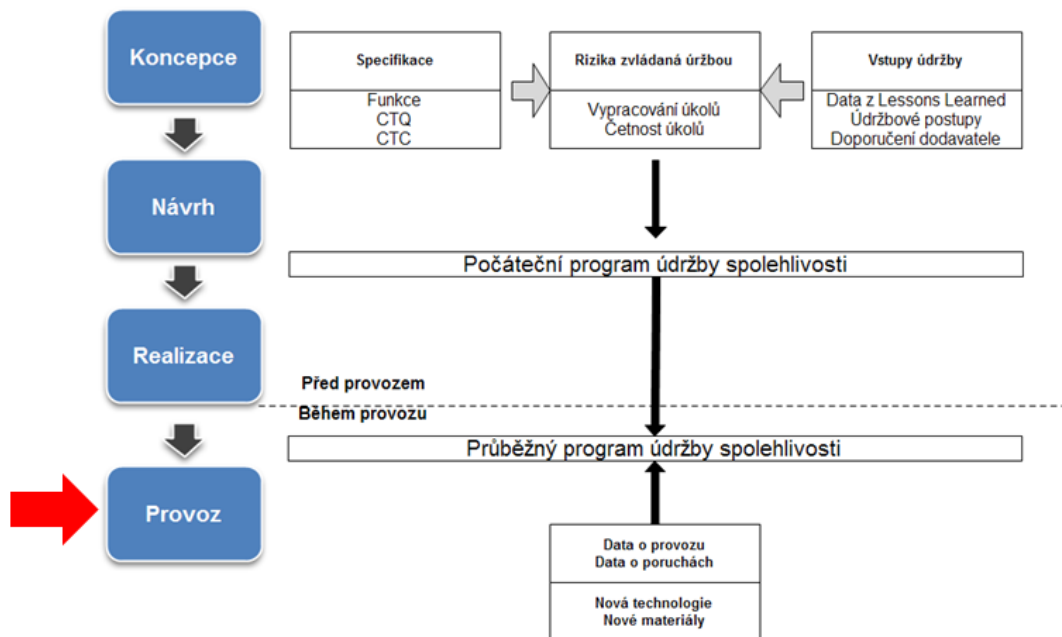 Koncepce
Návrh
Realizace
Provoz
Specifikace
Funkce
CTQ
CTC
Rizika zvládaná úržbou
Vypracování úkolů
Četnost úkolů
Vstupy údržby
Data z Lessons Learned
Údržbové postupy
Doporučení dodavatele
Počáteční program údržby spolehlivosti
Před provozem
Během provozu
Průběžný program údržby spolehlivosti
Data o provozu
Data o poruchách
Nová technologie
Nové materiály